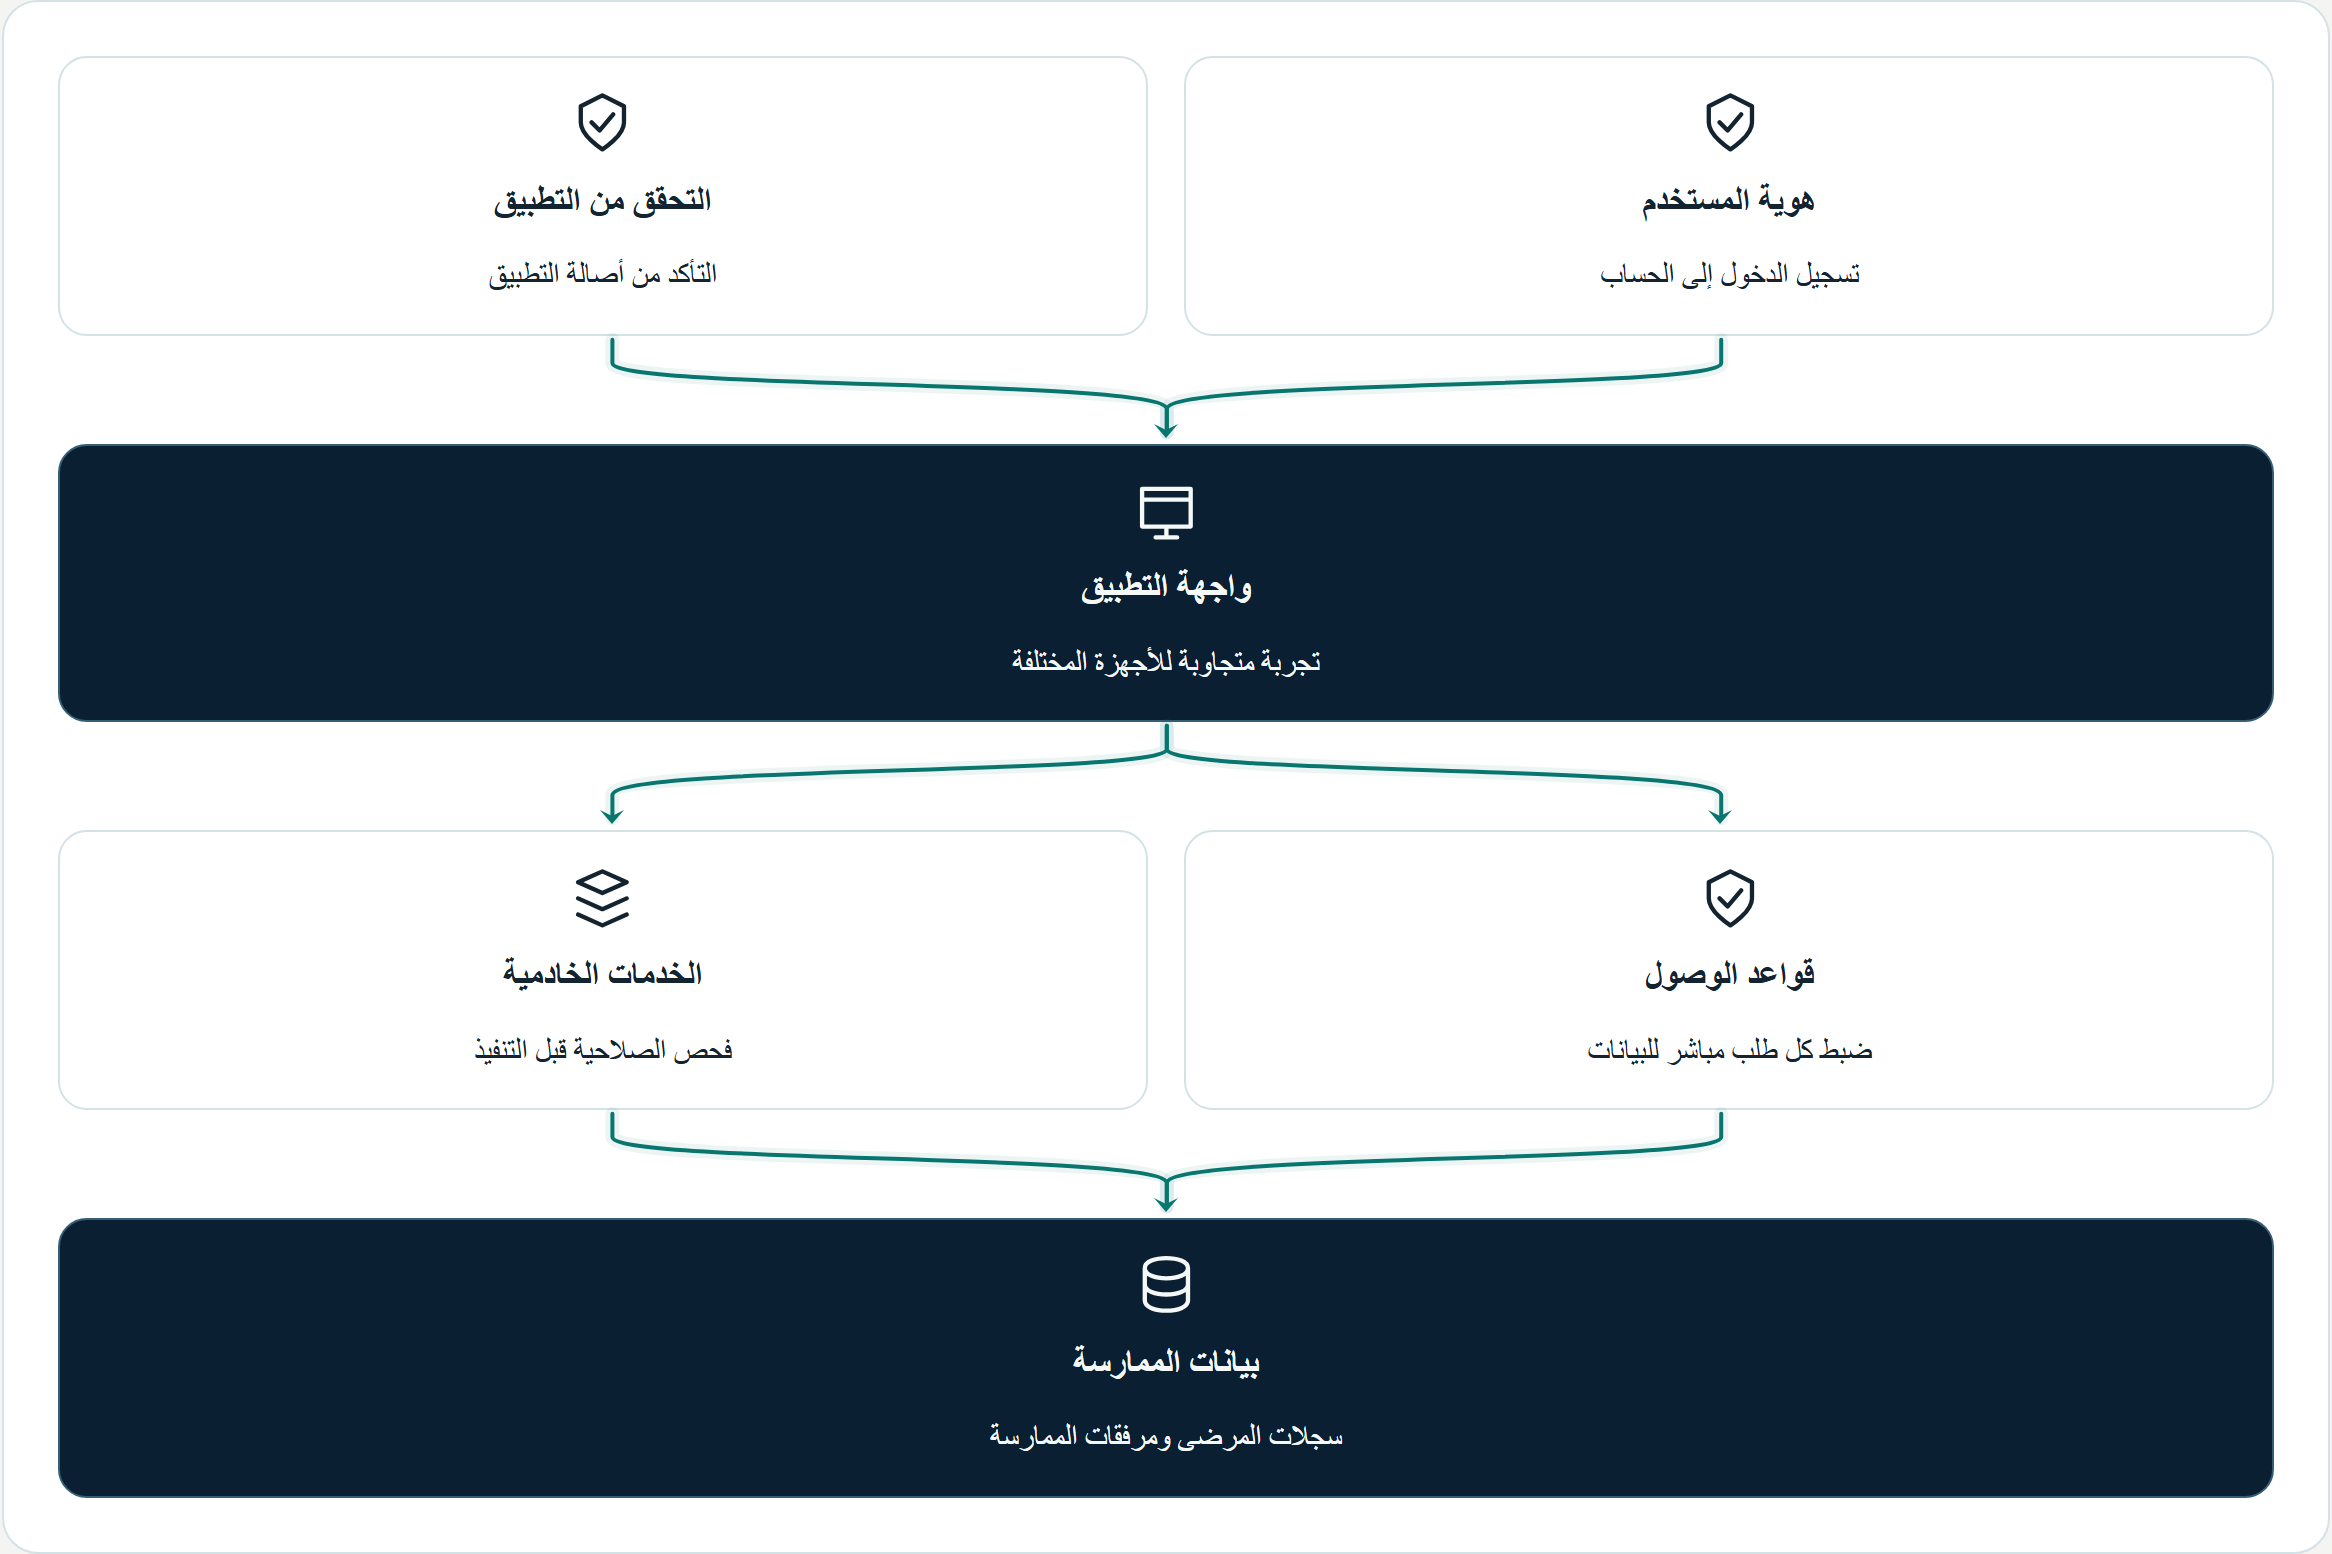 هوية المستخدم
تسجيل الدخول إلى الحساب
التحقق من التطبيق
التأكد من أصالة التطبيق
واجهة التطبيق
تجربة متجاوبة للأجهزة المختلفة
قواعد الوصول
ضبط كل طلب مباشر للبيانات
الخدمات الخادمية
فحص الصلاحية قبل التنفيذ
بيانات الممارسة
سجلات المرضى ومرفقات الممارسة